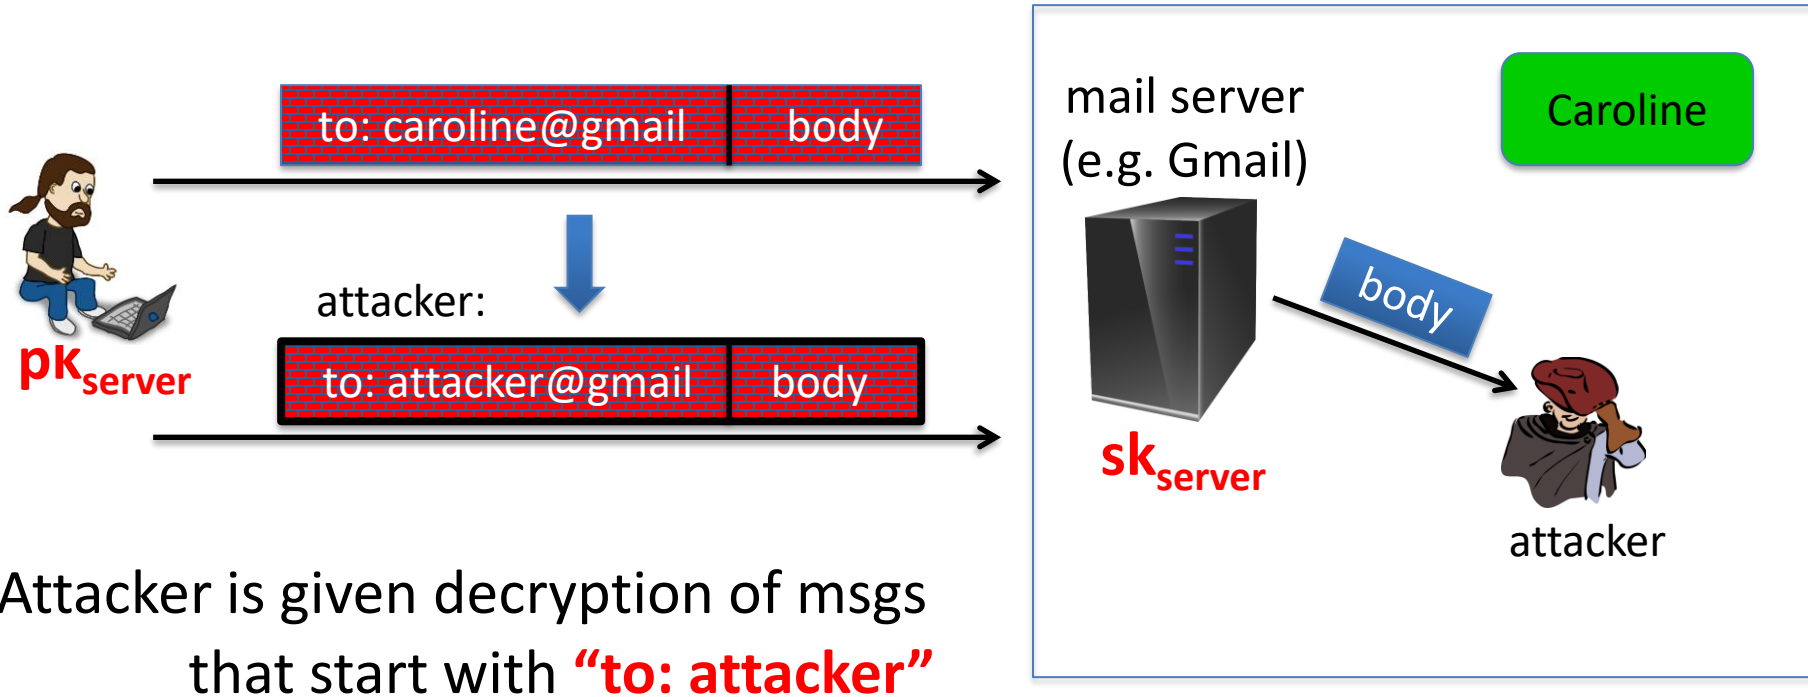 to: caroline@gmail body
mail server
(e.g. Gmail)
Caroline
attacker:
body
pkserver
to: attacker@gmail body
skserver
attacker
Attacker is given decryption of msgs
that start with “to: attacker”